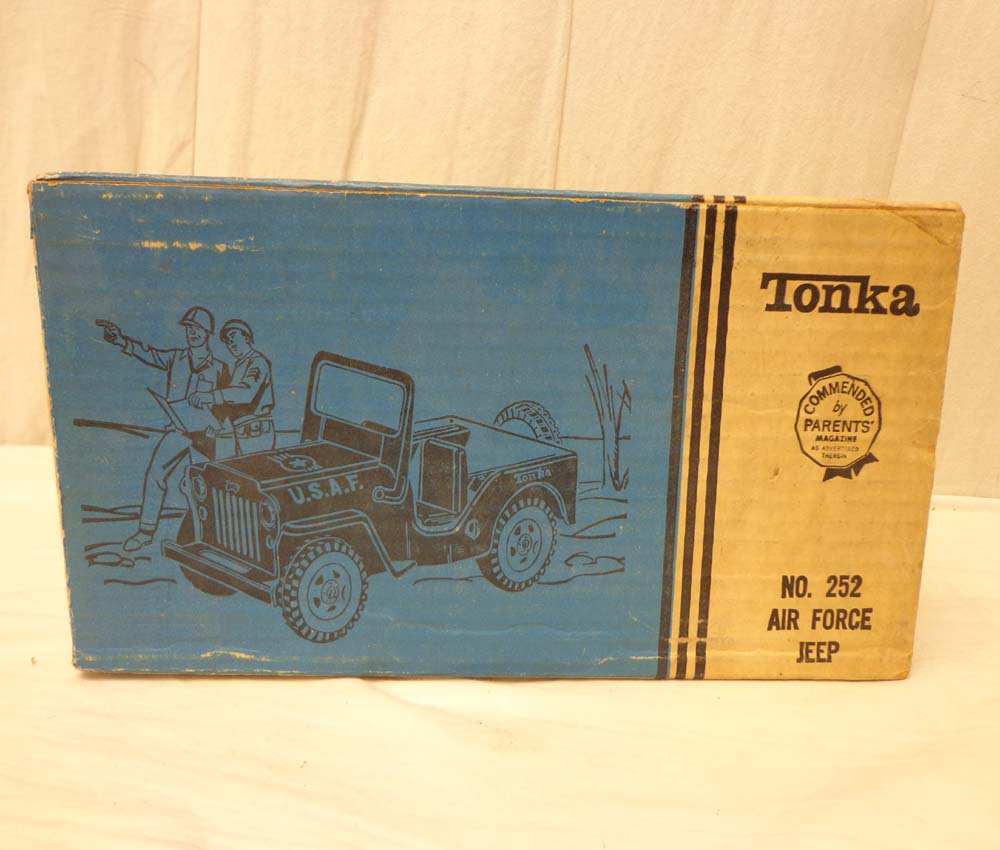 U.S.A.F.
Tonka
Tonka
COMMENDED
by
PARENTS'
MAGAZINE
AS ADVERTISED
THEREIN
NO. 252
AIR FORCE
JEEP